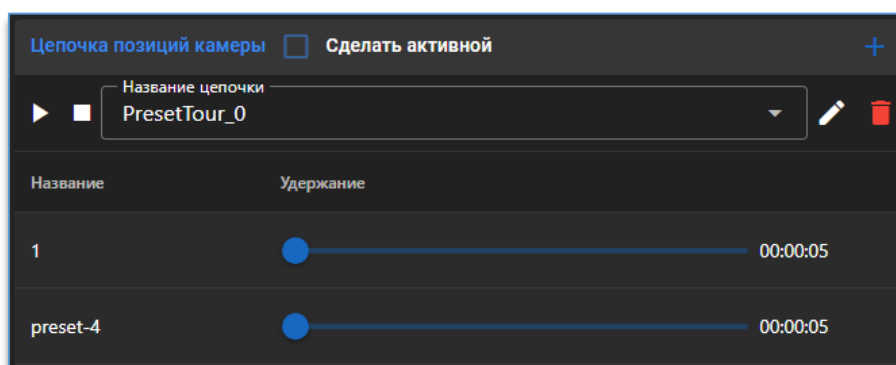 Цепочка позиций камеры Сделать активной
Название цепочки
PresetTour_0
Название Удержание
1 00:00:05
preset-4 00:00:05